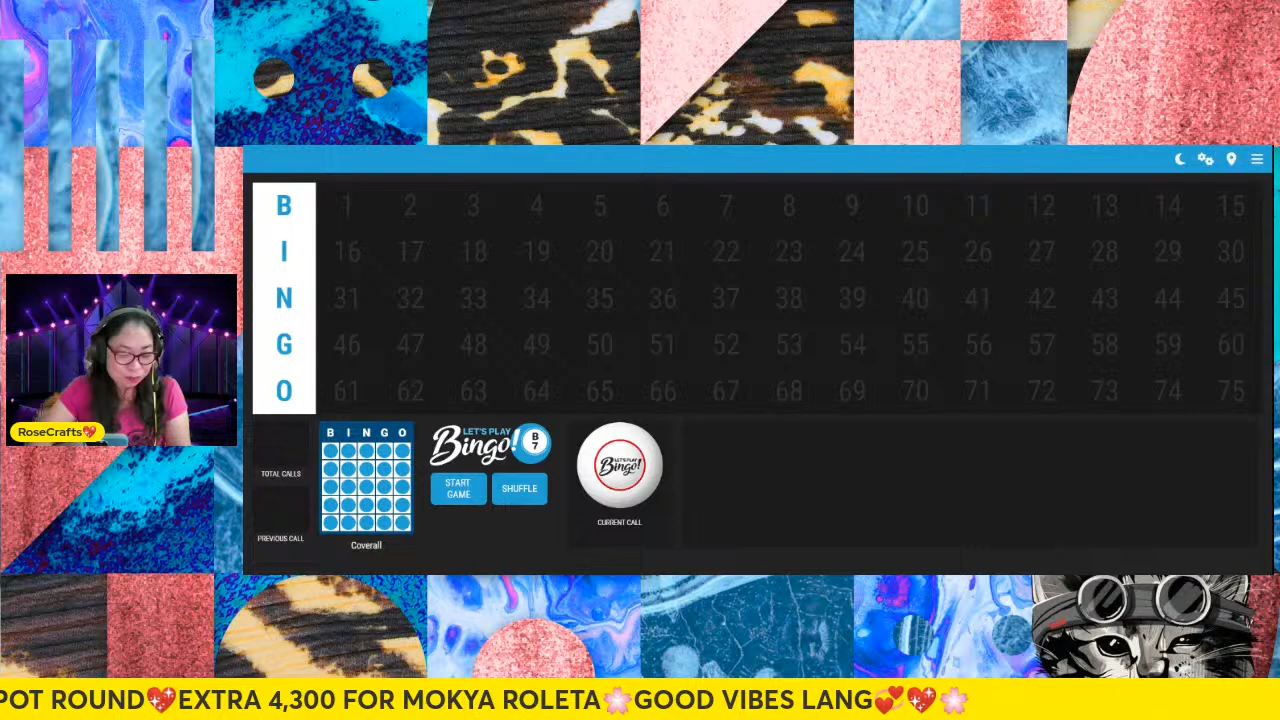 B 1 2 3 4 5 6 7 8 9 10 11 12 13 14 15
I 16 17 18 19 20 21 22 23 24 25 26 27 28 29 30
N 31 32 33 34 35 36 37 38 39 40 41 42 43 44 45
G 46 47 48 49 50 51 52 53 54 55 56 57 58 59 60
O 61 62 63 64 65 66 67 68 69 70 71 72 73 74 75
RoseCrafts💖
TOTAL CALLS
PREVIOUS CALL
B I N G O
Coverall
LET'S PLAY
Bingo!
B
7
START
GAME
SHUFFLE
LET'S PLAY
Bingo!
CURRENT CALL
POT ROUND💖EXTRA 4,300 FOR MOKYA ROLETA🌸GOOD VIBES LANG💞💖🌸